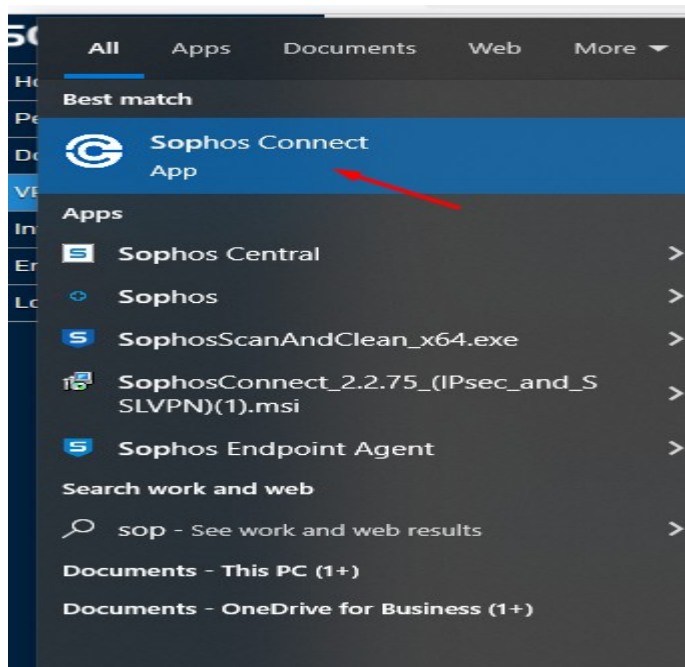 All Apps Documents Web More
Best match
Sophos Connect
App
Apps
Sophos Central
Sophos
SophosScanAndClean_x64.exe
SophosConnect_2.2.75_(IPsec_and_S
SLVPN)(1).msi
Sophos Endpoint Agent
Search work and web
sop - See work and web results
Documents - This PC (1+)
Documents - OneDrive for Business (1+)